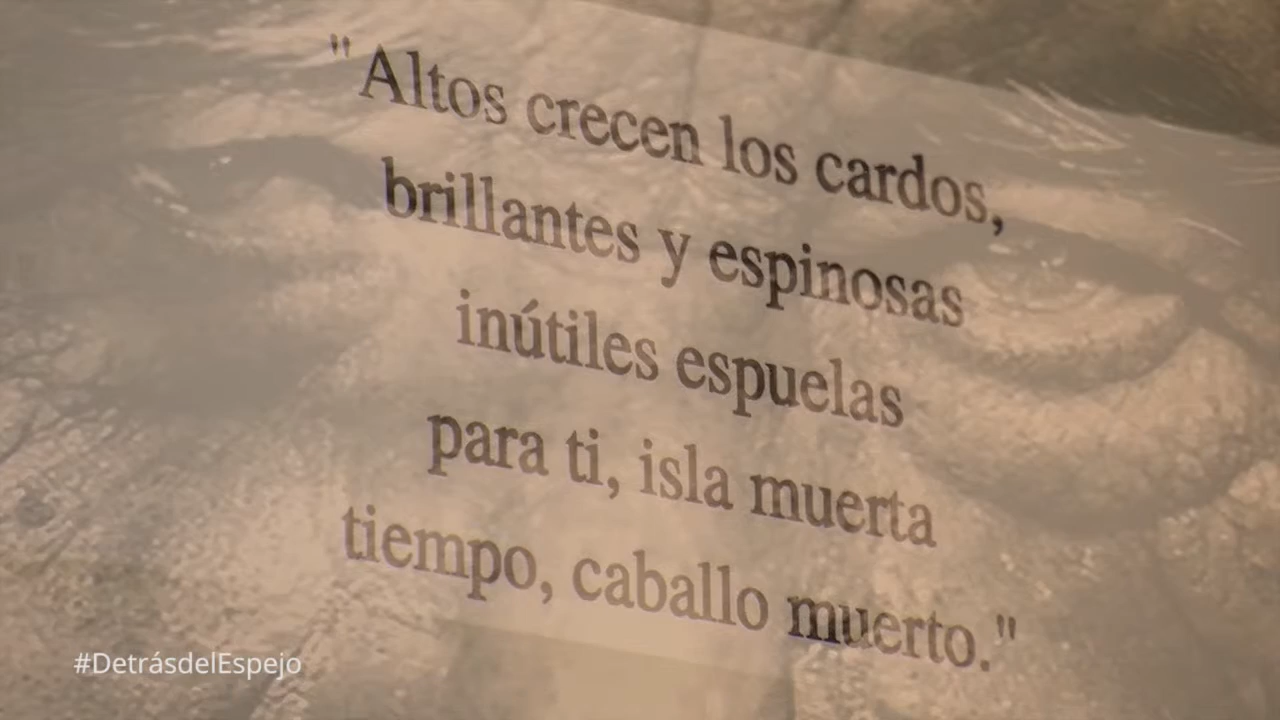 "Altos crecen los cardos,
brillantes y espinosas
inútiles espuelas
para ti, isla muerta
tiempo, caballo muerto."
#DetrásdelEspejo